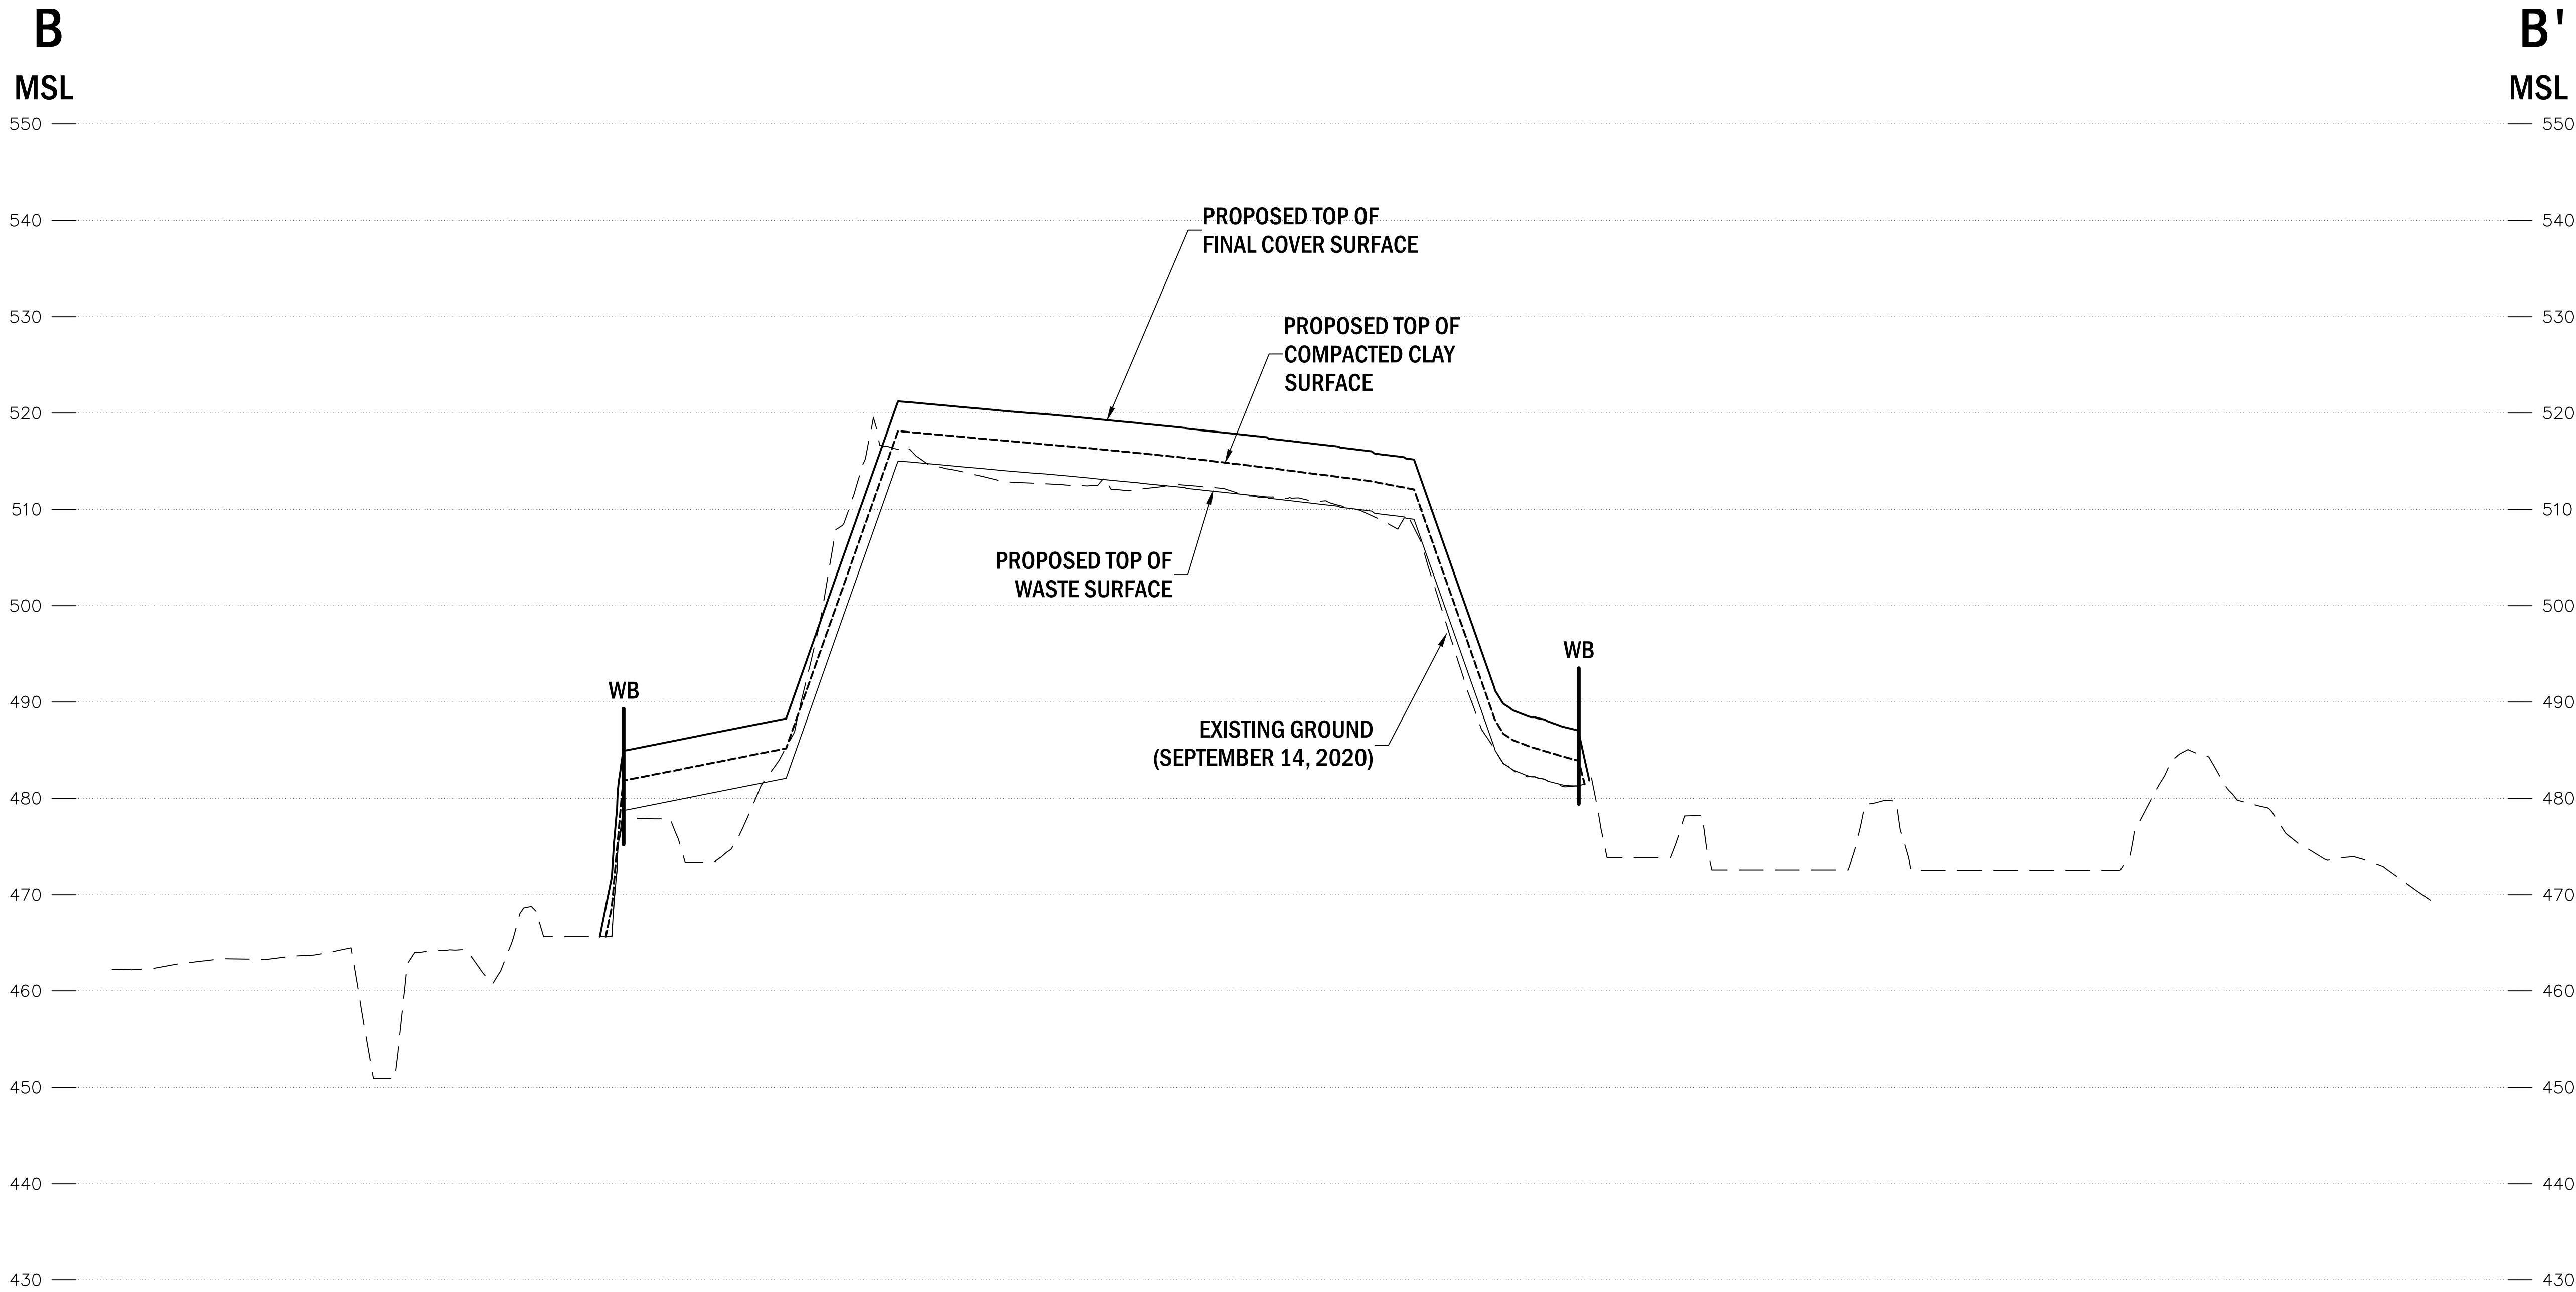 B
B'
MSL
MSL
550
550
540
540
PROPOSED TOP OF
FINAL COVER SURFACE
530
530
PROPOSED TOP OF
COMPACTED CLAY
SURFACE
520
520
510
510
PROPOSED TOP OF
WASTE SURFACE
500
500
WB
WB
490
490
EXISTING GROUND
(SEPTEMBER 14, 2020)
480
480
470
470
460
460
450
450
440
440
430
430